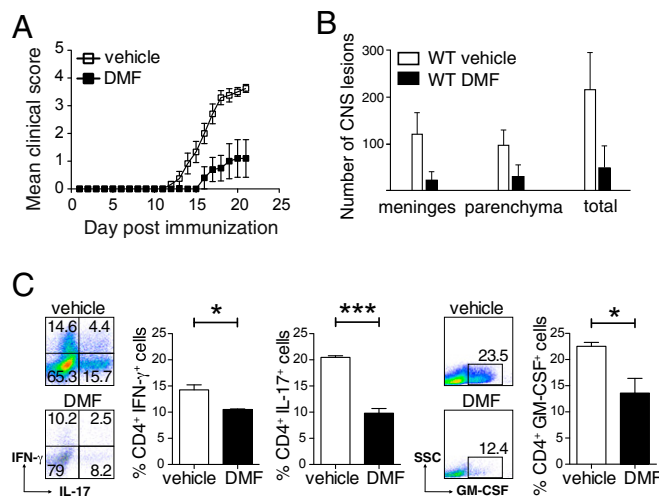 A
Mean clinical score
5
4
3
2
1
0
vehicle
DMF
0 5 10 15 20 25
Day post immunization
B
Number of CNS lesions
300
200
100
WT vehicle
WT DMF
meninges parenchyma total
C
vehicle
14.6 4.4
65.3 15.7
DMF
10.2 2.5
79 8.2
IFN-γ
IL-17
% CD4⁺ IFN-γ⁺ cells
25
20
15
10
5
0
*
vehicle DMF
% CD4⁺ IL-17⁺ cells
25
20
15
10
5
0
***
vehicle DMF
vehicle
23.5
DMF
12.4
SSC
GM-CSF
% CD4⁺ GM-CSF⁺ cells
25
20
15
10
5
0
*
vehicle DMF